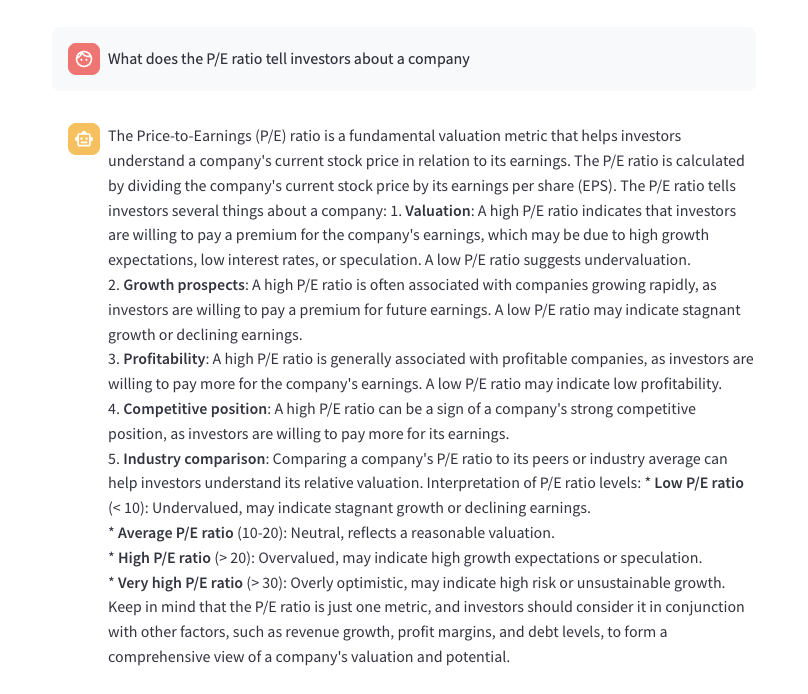 What does the P/E ratio tell investors about a company
The Price-to-Earnings (P/E) ratio is a fundamental valuation metric that helps investors
understand a company's current stock price in relation to its earnings. The P/E ratio is calculated
by dividing the company's current stock price by its earnings per share (EPS). The P/E ratio tells
investors several things about a company: 1. Valuation: A high P/E ratio indicates that investors
are willing to pay a premium for the company's earnings, which may be due to high growth
expectations, low interest rates, or speculation. A low P/E ratio suggests undervaluation.
2. Growth prospects: A high P/E ratio is often associated with companies growing rapidly, as
investors are willing to pay a premium for future earnings. A low P/E ratio may indicate stagnant
growth or declining earnings.
3. Profitability: A high P/E ratio is generally associated with profitable companies, as investors are
willing to pay more for the company's earnings. A low P/E ratio may indicate low profitability.
4. Competitive position: A high P/E ratio can be a sign of a company's strong competitive
position, as investors are willing to pay more for its earnings.
5. Industry comparison: Comparing a company's P/E ratio to its peers or industry average can
help investors understand its relative valuation. Interpretation of P/E ratio levels: * Low P/E ratio
(< 10): Undervalued, may indicate stagnant growth or declining earnings.
* Average P/E ratio (10-20): Neutral, reflects a reasonable valuation.
* High P/E ratio (> 20): Overvalued, may indicate high growth expectations or speculation.
* Very high P/E ratio (> 30): Overly optimistic, may indicate high risk or unsustainable growth.
Keep in mind that the P/E ratio is just one metric, and investors should consider it in conjunction
with other factors, such as revenue growth, profit margins, and debt levels, to form a
comprehensive view of a company's valuation and potential.